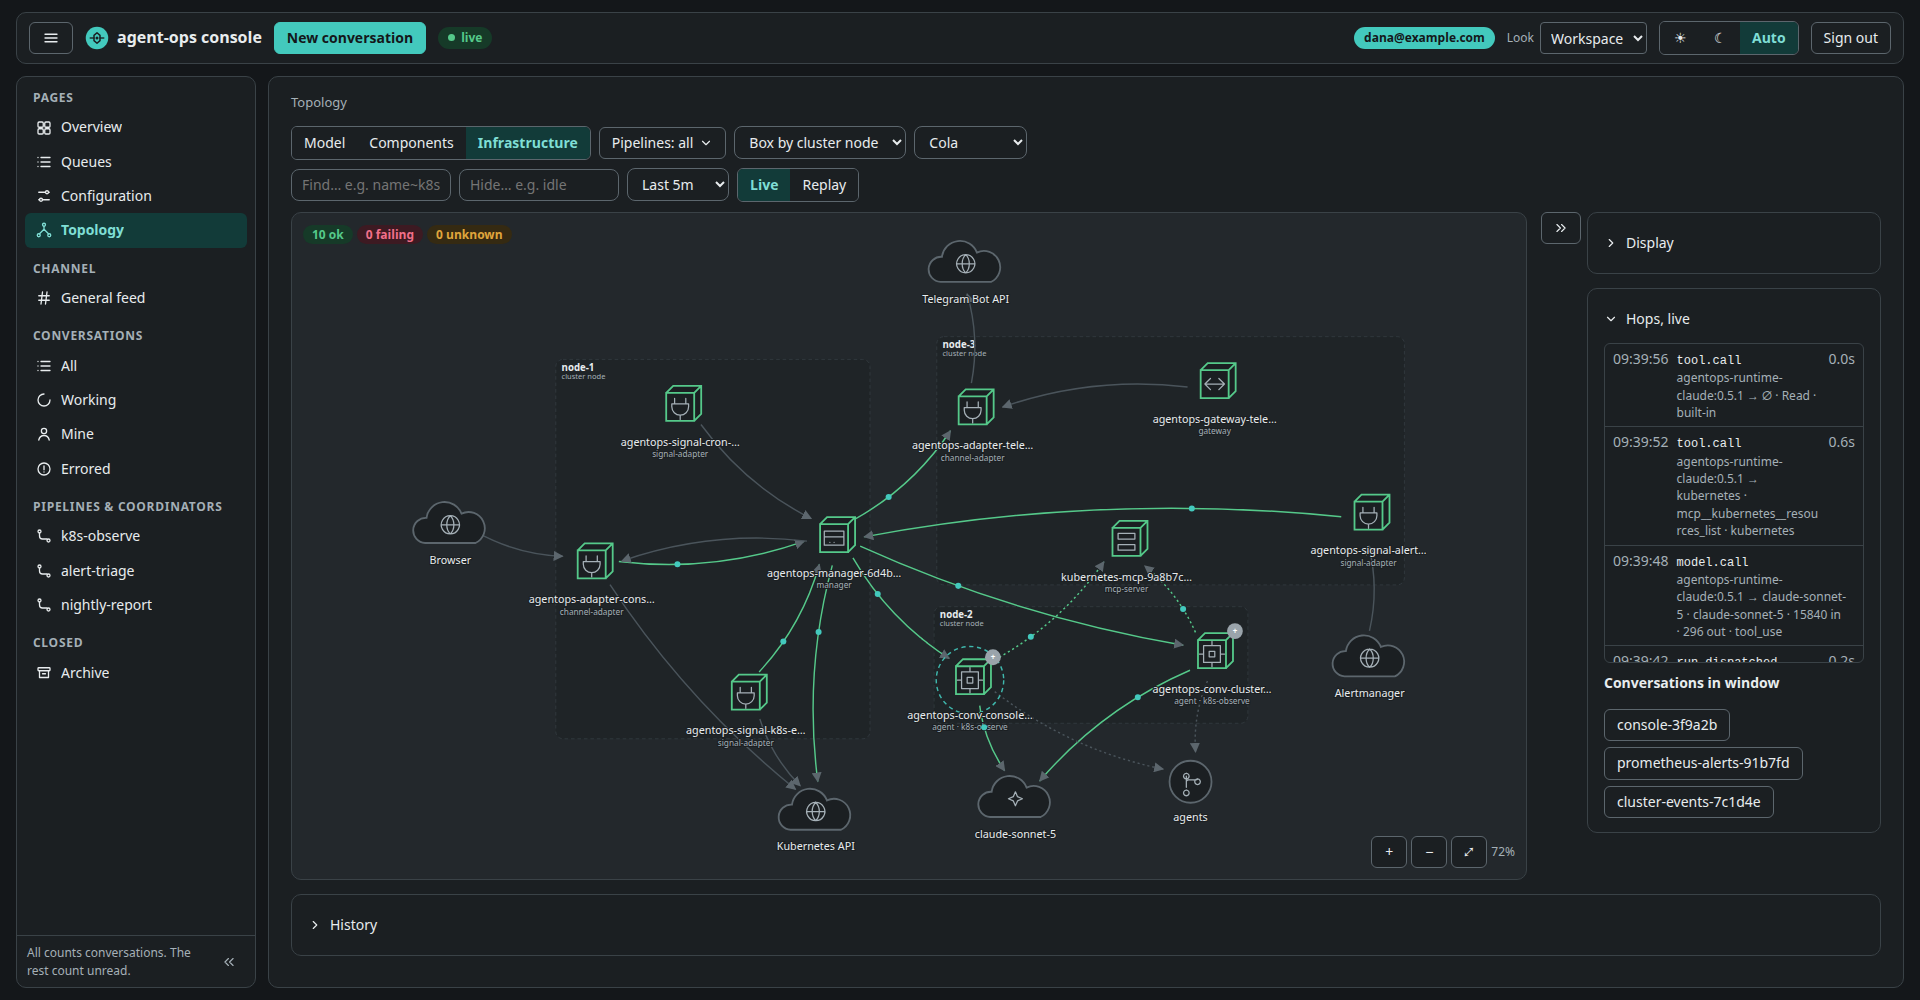 agent-ops console
New conversation
live
dana@example.com
Look
Workspace
Auto
Sign out
PAGES
Overview
Queues
Configuration
Topology
CHANNEL
General feed
CONVERSATIONS
All
Working
Mine
Errored
PIPELINES & COORDINATORS
k8s-observe
alert-triage
nightly-report
CLOSED
Archive
All counts conversations. The
rest count unread.
Topology
Model
Components
Infrastructure
Pipelines: all
Box by cluster node
Cola
Find... e.g. name~k8s
Hide... e.g. idle
Last 5m
Live
Replay
10 ok
0 failing
0 unknown
Telegram Bot API
node-3
cluster node
node-1
cluster node
agentops-signal-cron-...
signal-adapter
agentops-adapter-tele...
channel-adapter
agentops-gateway-tele...
gateway
Browser
agentops-adapter-cons...
channel-adapter
agentops-manager-6d4b...
manager
kubernetes-mcp-9a8b7c...
mcp-server
agentops-signal-alert...
signal-adapter
node-2
cluster node
agentops-conv-console...
agent · k8s-observe
agentops-conv-cluster...
agent · k8s-observe
agentops-signal-k8s-e...
signal-adapter
Alertmanager
Kubernetes API
claude-sonnet-5
agents
72%
Display
Hops, live
09:39:56 tool.call 0.0s
agentops-runtime-
claude:0.5.1 → ∅ · Read ·
built-in
09:39:52 tool.call 0.6s
agentops-runtime-
claude:0.5.1 →
kubernetes ·
mcp__kubernetes__resou
rces_list · kubernetes
09:39:48 model.call
agentops-runtime-
claude:0.5.1 → claude-sonnet-
5 · claude-sonnet-5 · 15840 in
· 296 out · tool_use
09:39:42 run.dispatched 0.2s
Conversations in window
console-3f9a2b
prometheus-alerts-91b7fd
cluster-events-7c1d4e
History